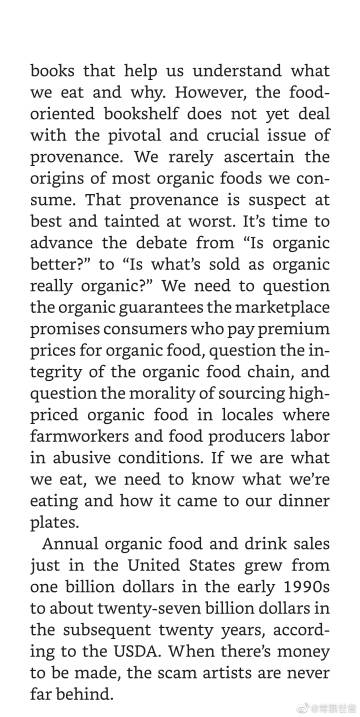 books that help us understand what
we eat and why. However, the food-
oriented bookshelf does not yet deal
with the pivotal and crucial issue of
provenance. We rarely ascertain the
origins of most organic foods we con-
sume. That provenance is suspect at
best and tainted at worst. It’s time to
advance the debate from “Is organic
better?” to “Is what’s sold as organic
really organic?” We need to question
the organic guarantees the marketplace
promises consumers who pay premium
prices for organic food, question the in-
tegrity of the organic food chain, and
question the morality of sourcing high-
priced organic food in locales where
farmworkers and food producers labor
in abusive conditions. If we are what
we eat, we need to know what we’re
eating and how it came to our dinner
plates.
Annual organic food and drink sales
just in the United States grew from
one billion dollars in the early 1990s
to about twenty-seven billion dollars in
the subsequent twenty years, accord-
ing to the USDA. When there’s money
to be made, the scam artists are never
far behind.